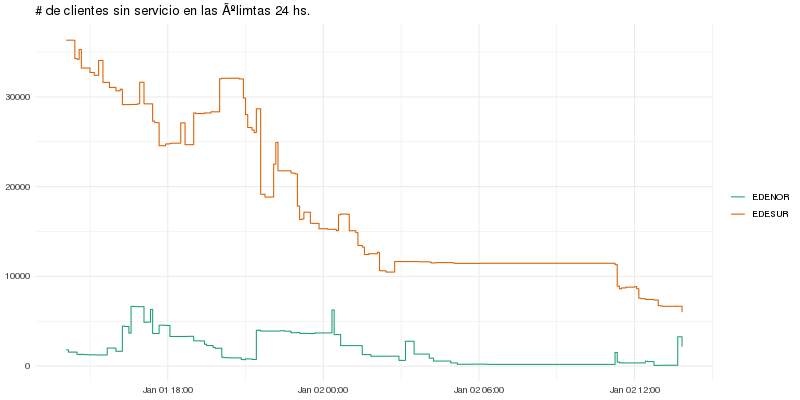 # de clientes sin servicio en las Ãºlimtas 24 hs.
30000
20000
10000
0
Jan 01 18:00
Jan 02 00:00
Jan 02 06:00
Jan 02 12:00
EDENOR
EDESUR